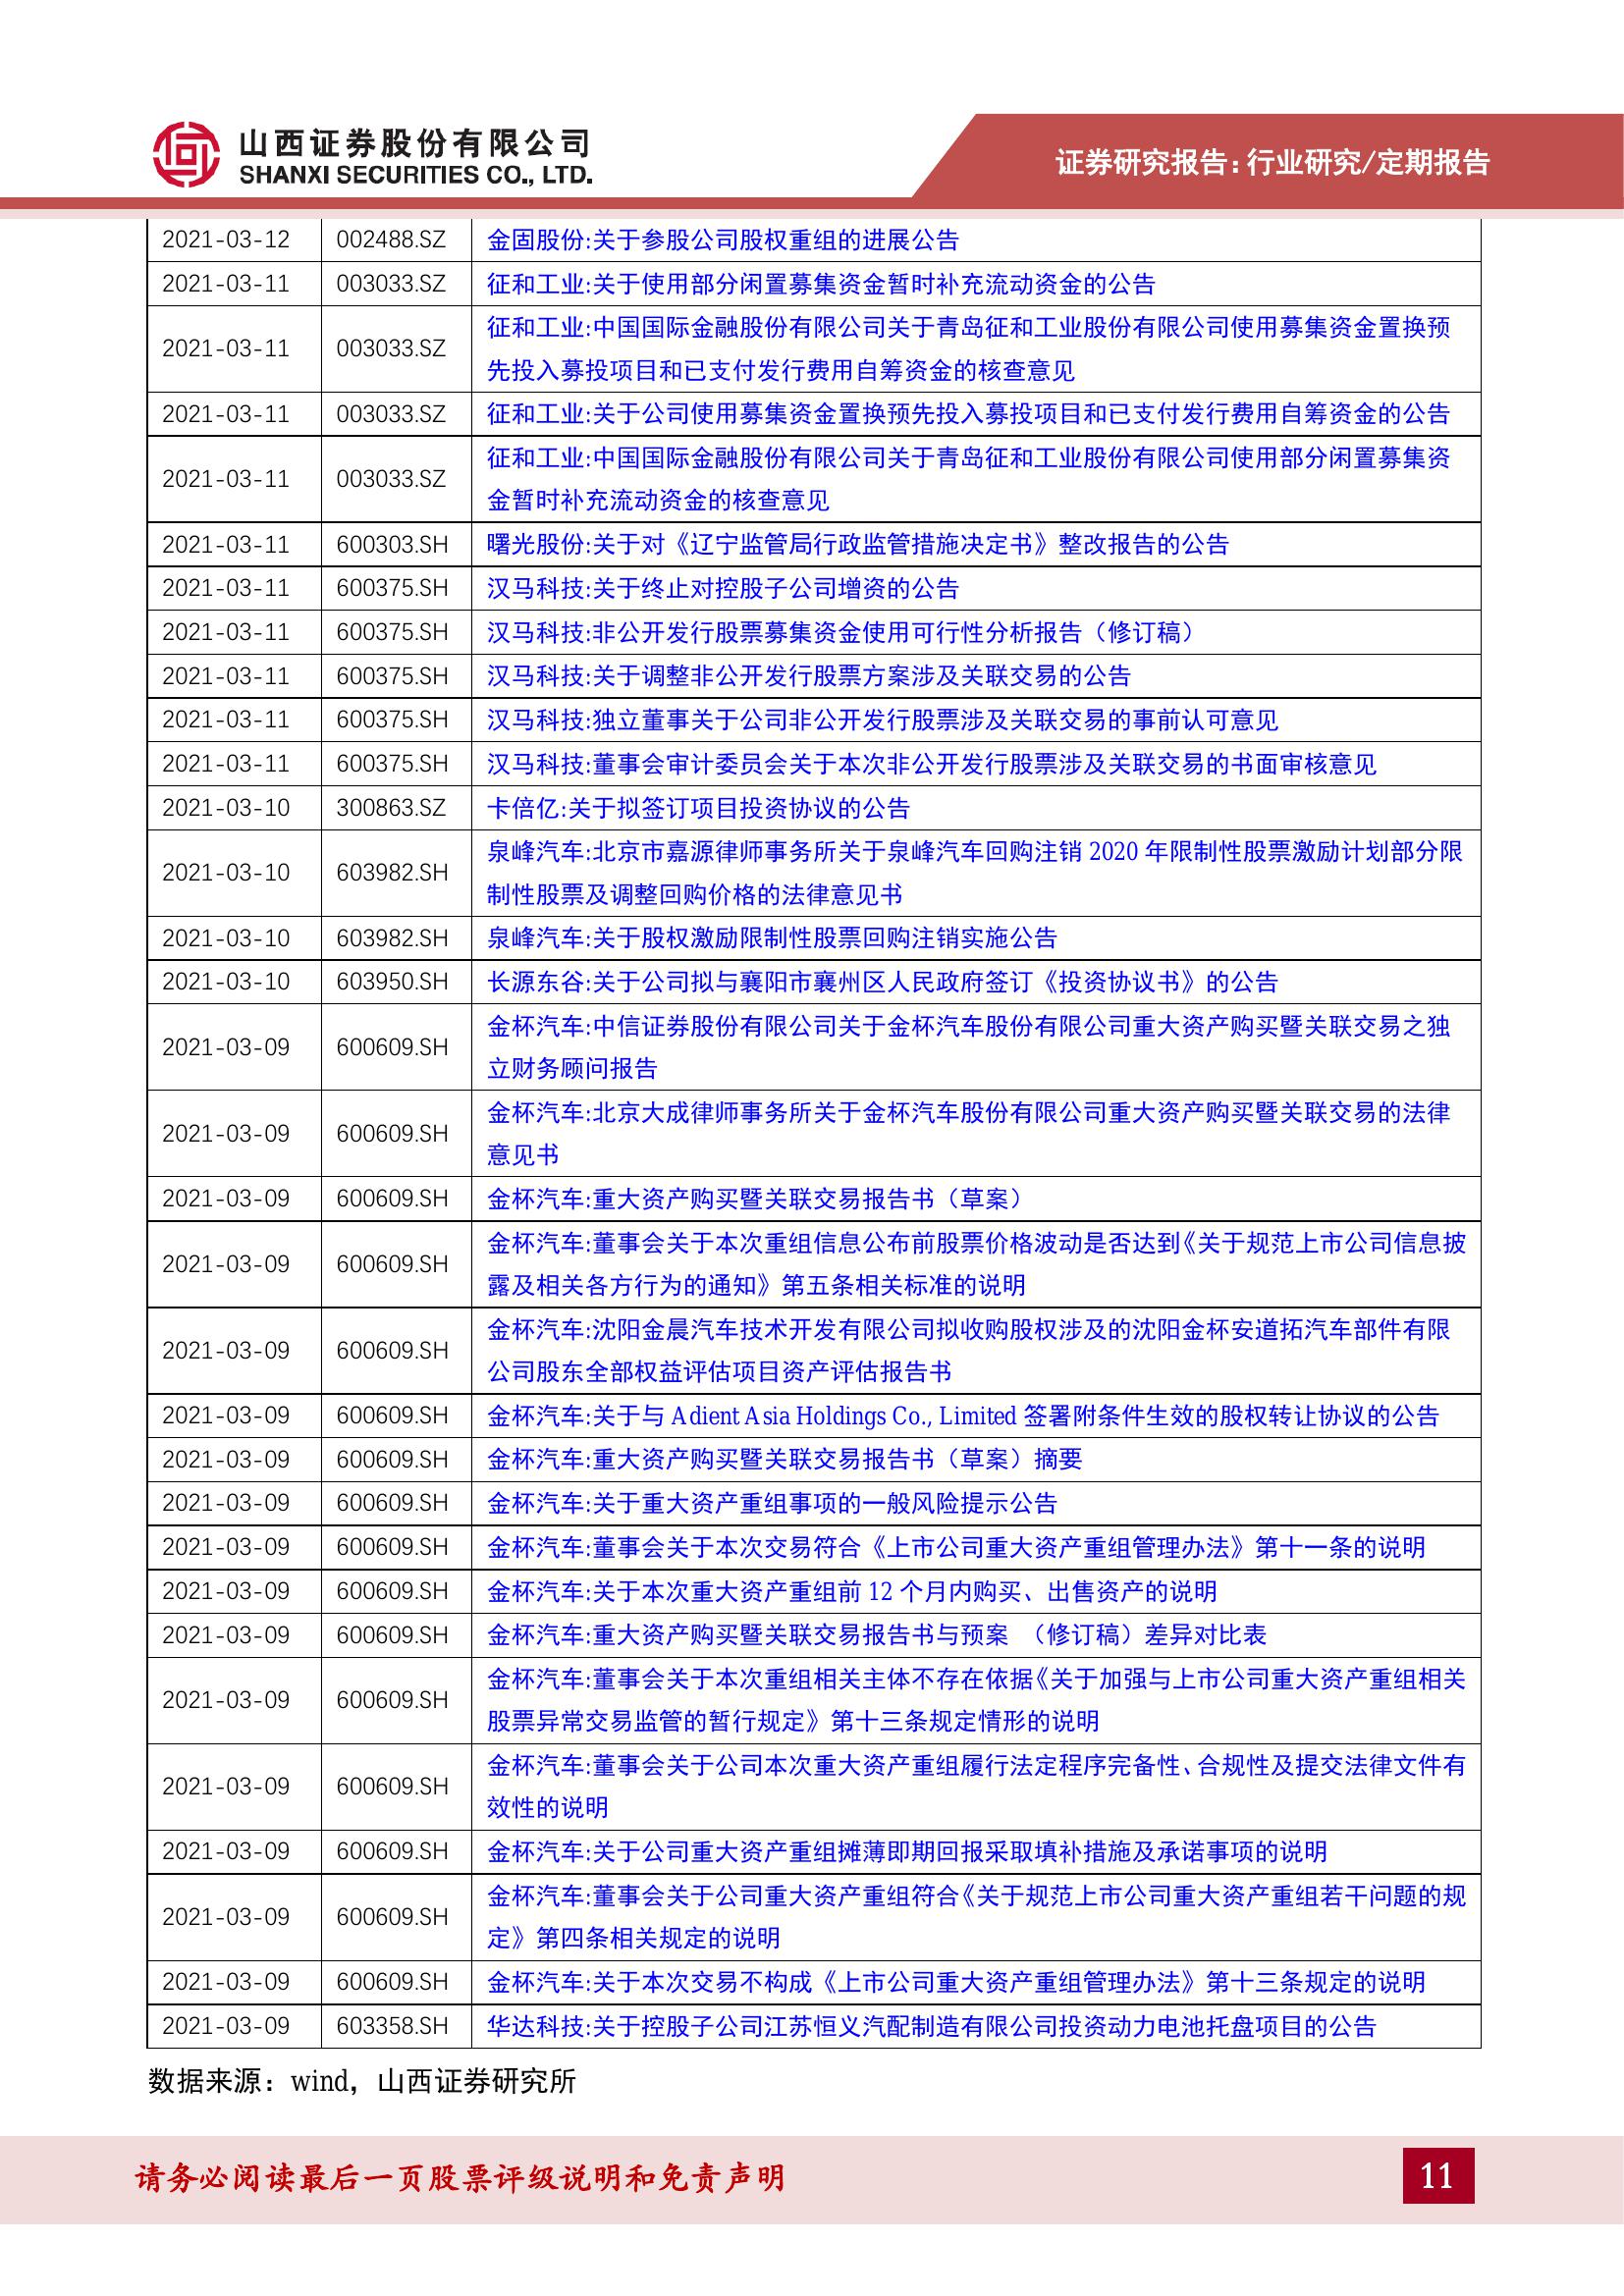 山西证券股份有限公司
SHANXI SECURITIES CO., LTD.
证券研究报告：行业研究/定期报告
2021-03-12 002488.SZ 金固股份:关于参股公司股权重组的进展公告
2021-03-11 003033.SZ 征和工业:关于使用部分闲置募集资金暂时补充流动资金的公告
2021-03-11 003033.SZ 征和工业:中国国际金融股份有限公司关于青岛征和工业股份有限公司使用募集资金置换预
先投入募投项目和已支付发行费用自筹资金的核查意见
2021-03-11 003033.SZ 征和工业:关于公司使用募集资金置换预先投入募投项目和已支付发行费用自筹资金的公告
2021-03-11 003033.SZ 征和工业:中国国际金融股份有限公司关于青岛征和工业股份有限公司使用部分闲置募集资
金暂时补充流动资金的核查意见
2021-03-11 600303.SH 曙光股份:关于对《辽宁监管局行政监管措施决定书》整改报告的公告
2021-03-11 600375.SH 汉马科技:关于终止对控股子公司增资的公告
2021-03-11 600375.SH 汉马科技:非公开发行股票募集资金使用可行性分析报告（修订稿）
2021-03-11 600375.SH 汉马科技:关于调整非公开发行股票方案涉及关联交易的公告
2021-03-11 600375.SH 汉马科技:独立董事关于公司非公开发行股票涉及关联交易的事前认可意见
2021-03-11 600375.SH 汉马科技:董事会审计委员会关于本次非公开发行股票涉及关联交易的书面审核意见
2021-03-10 300863.SZ 卡倍亿:关于拟签订项目投资协议的公告
2021-03-10 603982.SH 泉峰汽车:北京市嘉源律师事务所关于泉峰汽车回购注销 2020 年限制性股票激励计划部分限
制性股票及调整回购价格的法律意见书
2021-03-10 603982.SH 泉峰汽车:关于股权激励限制性股票回购注销实施公告
2021-03-10 603950.SH 长源东谷:关于公司拟与襄阳市襄州区人民政府签订《投资协议书》的公告
2021-03-09 600609.SH 金杯汽车:中信证券股份有限公司关于金杯汽车股份有限公司重大资产购买暨关联交易之独
立财务顾问报告
2021-03-09 600609.SH 金杯汽车:北京大成律师事务所关于金杯汽车股份有限公司重大资产购买暨关联交易的法律
意见书
2021-03-09 600609.SH 金杯汽车:重大资产购买暨关联交易报告书（草案）
2021-03-09 600609.SH 金杯汽车:董事会关于本次重组信息公布前股票价格波动是否达到《关于规范上市公司信息披
露及相关各方行为的通知》第五条相关标准的说明
2021-03-09 600609.SH 金杯汽车:沈阳金晨汽车技术开发有限公司拟收购股权涉及的沈阳金杯安道拓汽车部件有限
公司股东全部权益评估项目资产评估报告书
2021-03-09 600609.SH 金杯汽车:关于与 Adient Asia Holdings Co., Limited 签署附条件生效的股权转让协议的公告
2021-03-09 600609.SH 金杯汽车:重大资产购买暨关联交易报告书（草案）摘要
2021-03-09 600609.SH 金杯汽车:关于重大资产重组事项的一般风险提示公告
2021-03-09 600609.SH 金杯汽车:董事会关于本次交易符合《上市公司重大资产重组管理办法》第十一条的说明
2021-03-09 600609.SH 金杯汽车:关于本次重大资产重组前 12 个月内购买、出售资产的说明
2021-03-09 600609.SH 金杯汽车:重大资产购买暨关联交易报告书与预案 （修订稿）差异对比表
2021-03-09 600609.SH 金杯汽车:董事会关于本次重组相关主体不存在依据《关于加强与上市公司重大资产重组相关
股票异常交易监管的暂行规定》第十三条规定情形的说明
2021-03-09 600609.SH 金杯汽车:董事会关于公司本次重大资产重组履行法定程序完备性、合规性及提交法律文件有
效性的说明
2021-03-09 600609.SH 金杯汽车:关于公司重大资产重组摊薄即期回报采取填补措施及承诺事项的说明
2021-03-09 600609.SH 金杯汽车:董事会关于公司重大资产重组符合《关于规范上市公司重大资产重组若干问题的规
定》第四条相关规定的说明
2021-03-09 600609.SH 金杯汽车:关于本次交易不构成《上市公司重大资产重组管理办法》第十三条规定的说明
2021-03-09 603358.SH 华达科技:关于控股子公司江苏恒义汽配制造有限公司投资动力电池托盘项目的公告
数据来源：wind，山西证券研究所
请务必阅读最后一页股票评级说明和免责声明
11